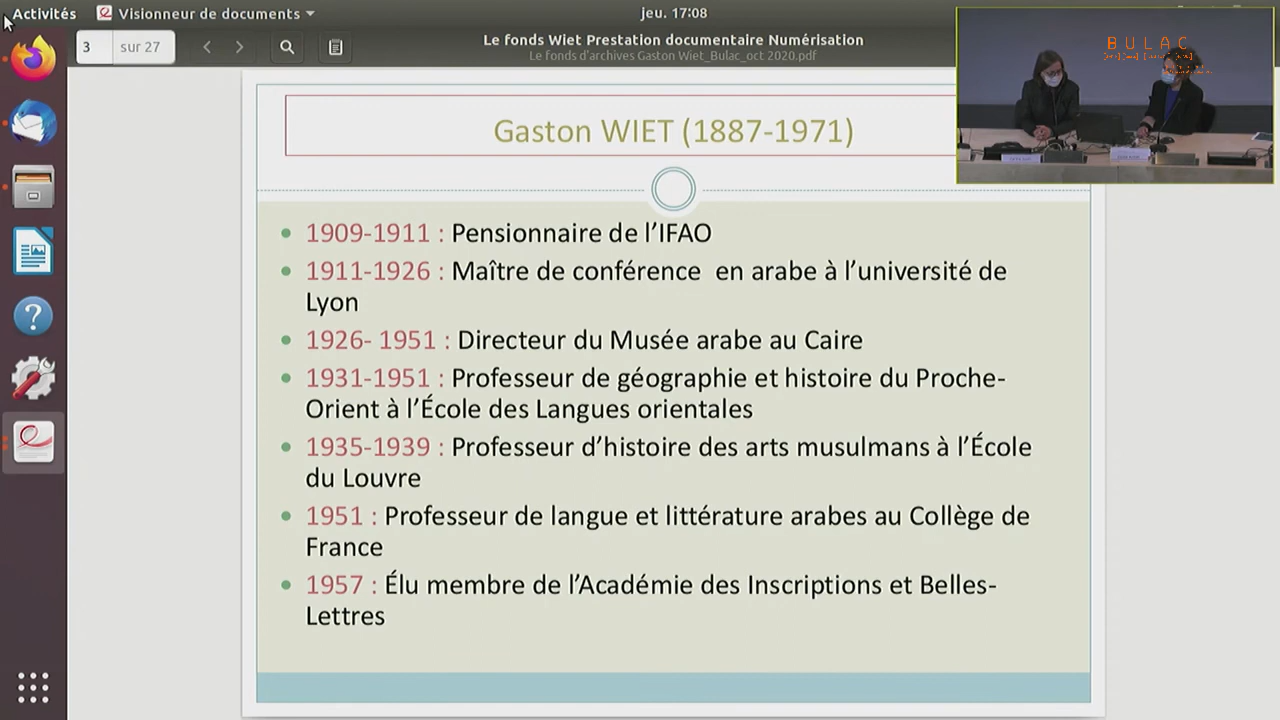 Activités
Visionneur de documents
jeu. 17:08
3
sur 27
Le fonds Wiet Prestation documentaire Numérisation
Le fonds d'archives Gaston Wiet_Bulac_oct 2020.pdf
BULAC
Gaston WIET (1887-1971)
1909-1911 : Pensionnaire de l'IFAO
1911-1926 : Maître de conférence en arabe à l'université de
Lyon
1926- 1951 : Directeur du Musée arabe au Caire
1931-1951 : Professeur de géographie et histoire du Proche-
Orient à l'École des Langues orientales
1935-1939 : Professeur d'histoire des arts musulmans à l'École
du Louvre
1951 : Professeur de langue et littérature arabes au Collège de
France
1957 : Élu membre de l'Académie des Inscriptions et Belles-
Lettres